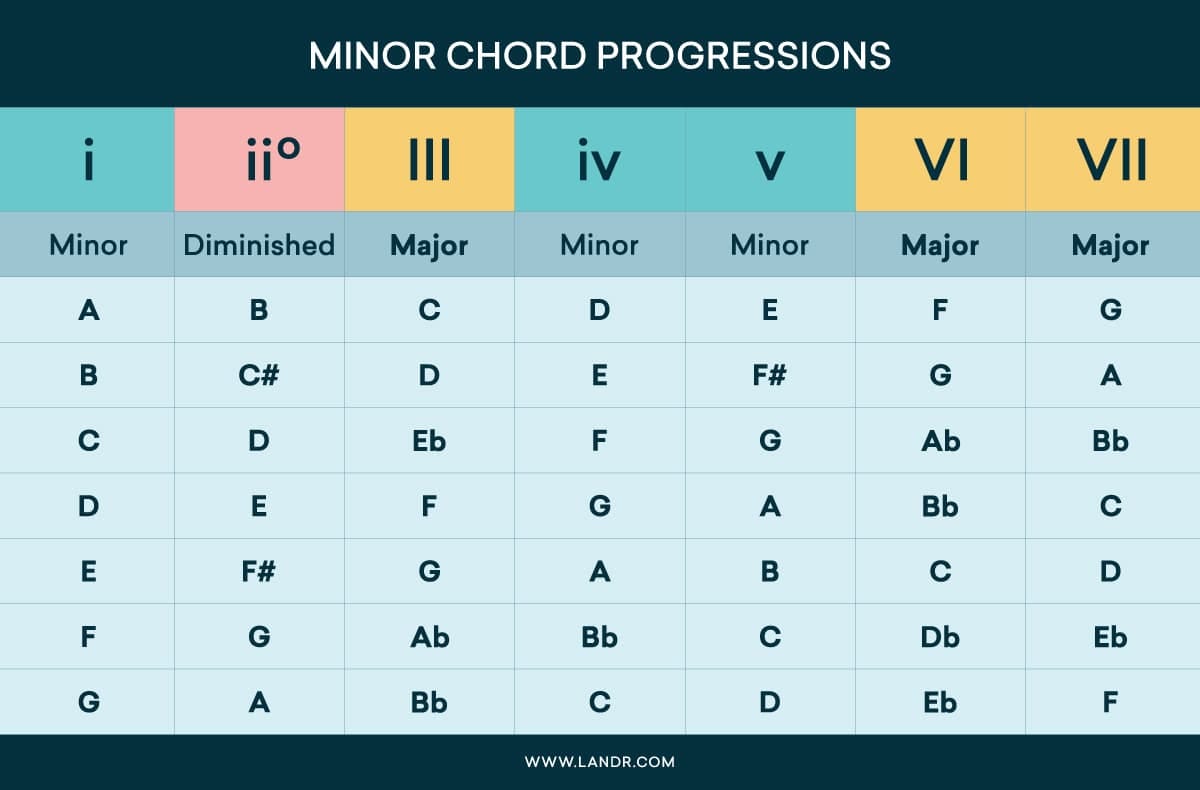 MINOR CHORD PROGRESSIONS
i ii° III iv v VI VII
Minor Diminished Major Minor Minor Major Major
A B C D E F G
B C# D E F# G A
C D Eb F G Ab Bb
D E F G A Bb C
E F# G A B C D
F G Ab Bb C Db Eb
G A Bb C D Eb F
WWW.LANDR.COM